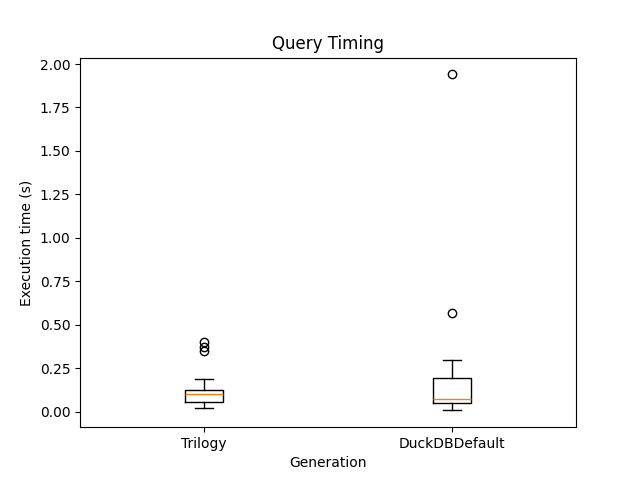 Query Timing
2.00
1.75
1.50
1.25
1.00
0.75
0.50
0.25
0.00
Execution time (s)
Trilogy
DuckDBDefault
Generation